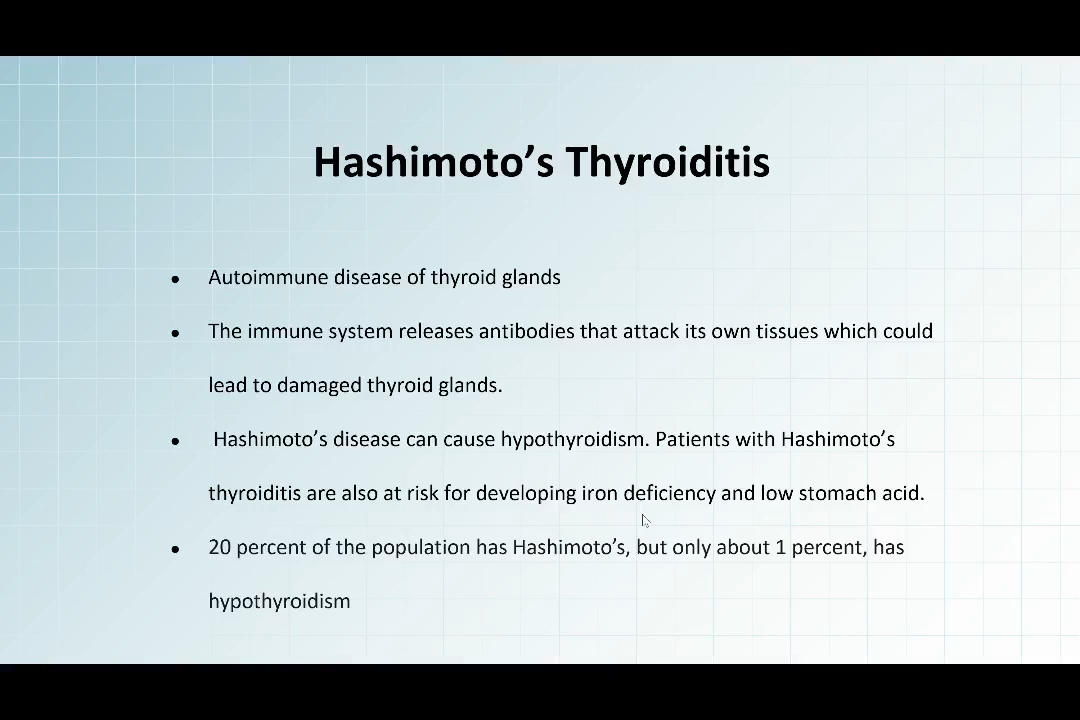 Hashimoto’s Thyroiditis
● Autoimmune disease of thyroid glands
● The immune system releases antibodies that attack its own tissues which could
lead to damaged thyroid glands.
● Hashimoto’s disease can cause hypothyroidism. Patients with Hashimoto’s
thyroiditis are also at risk for developing iron deficiency and low stomach acid.
● 20 percent of the population has Hashimoto’s, but only about 1 percent, has
hypothyroidism